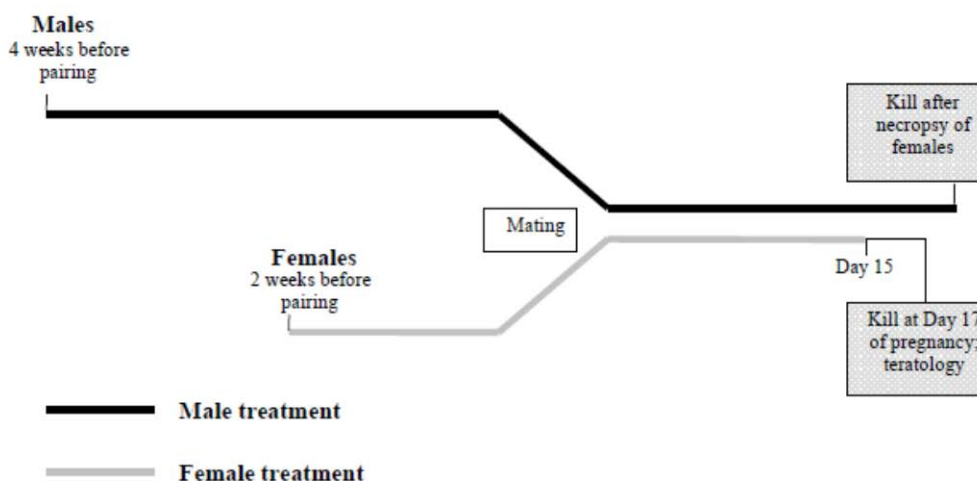 Males
4 weeks before
pairing
Kill after
necropsy of
females
Mating
Females
2 weeks before
pairing
Day 15
Kill at Day 17
of pregnancy;
teratology
Male treatment
Female treatment